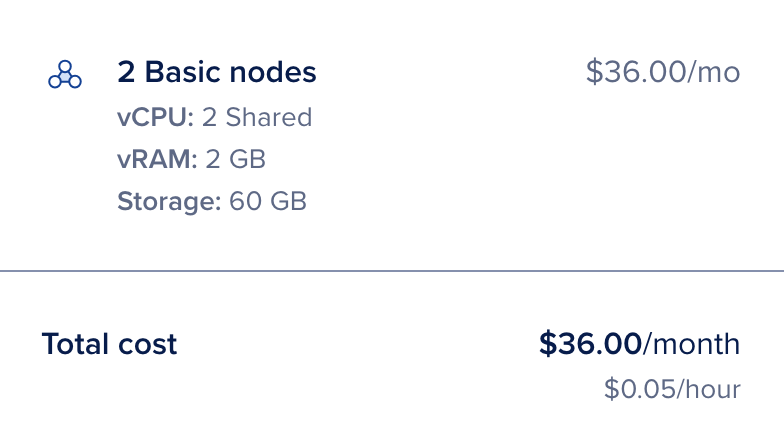 2 Basic nodes $36.00/mo
vCPU: 2 Shared
vRAM: 2 GB
Storage: 60 GB
Total cost $36.00/month
$0.05/hour